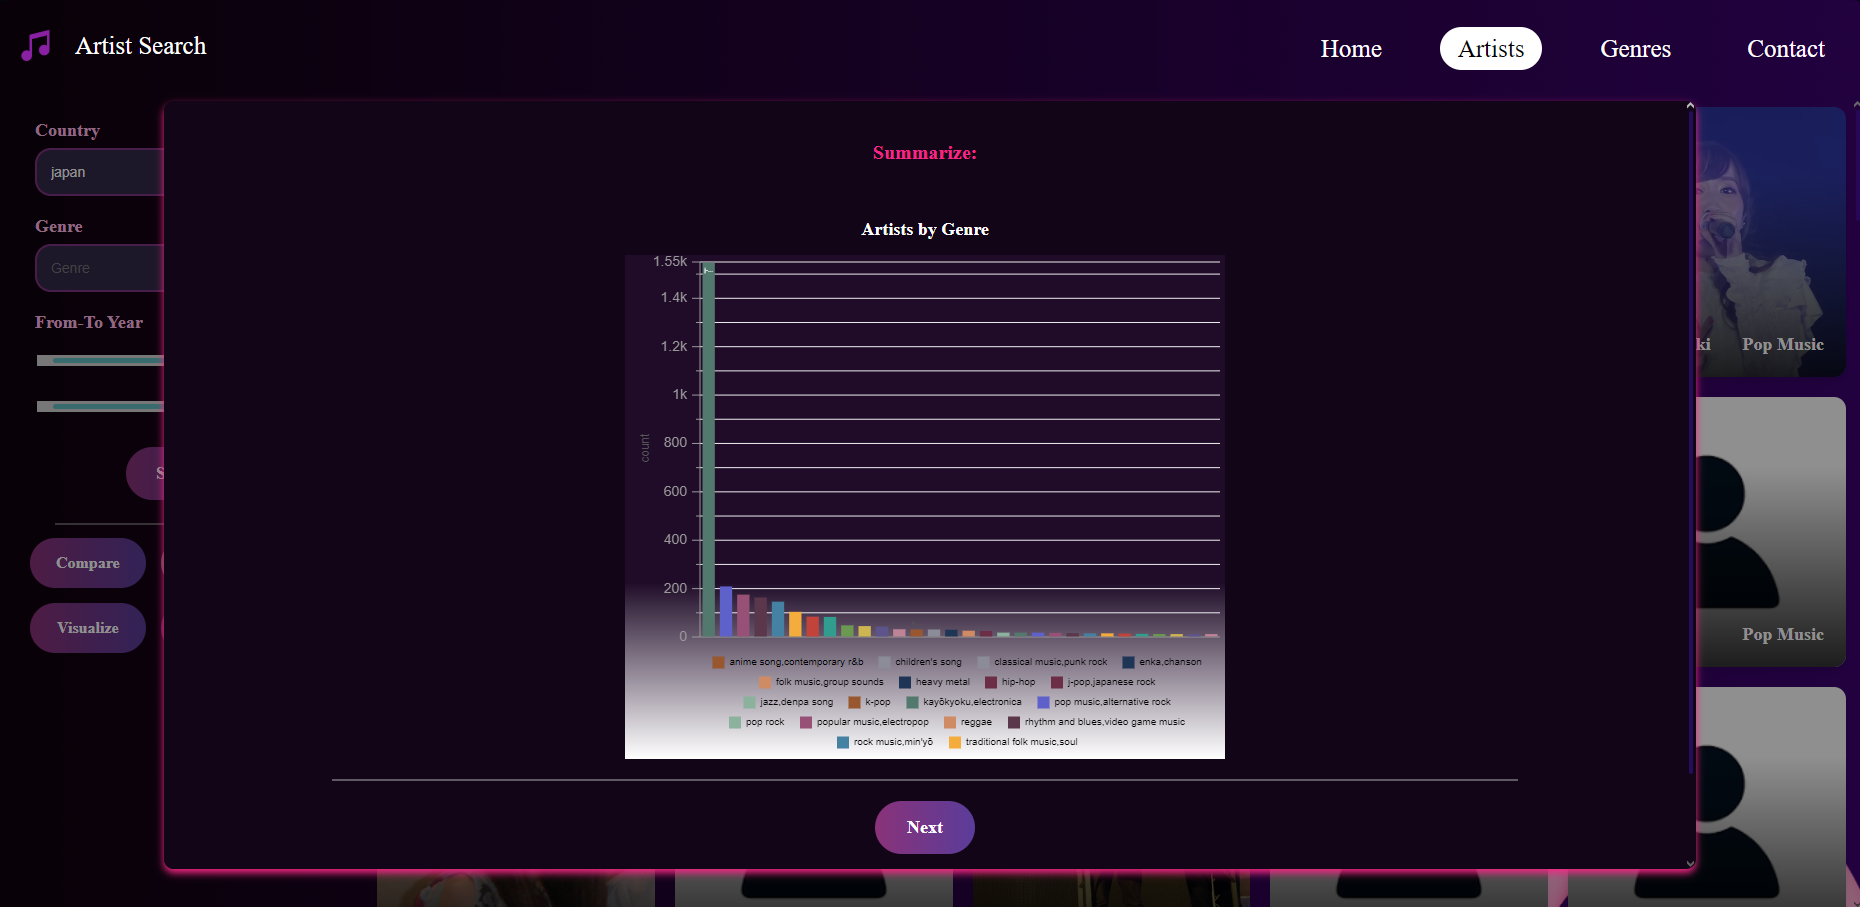 Artist Search
Home
Artists
Genres
Contact
Country
japan
Genre
Genre
From-To Year
Compare
Visualize
Summarize:
Artists by Genre
1.55k
1.4k
1.2k
1k
800
600
400
200
0
count
anime song,contemporary r&b children's song classical music,punk rock enka,chanson
folk music,group sounds heavy metal hip-hop j-pop,japanese rock
jazz,denpa song k-pop kayōkyoku,electronica pop music,alternative rock
pop rock popular music,electropop reggae rhythm and blues,video game music
rock music,min'yō traditional folk music,soul
Next
ki Pop Music
Pop Music